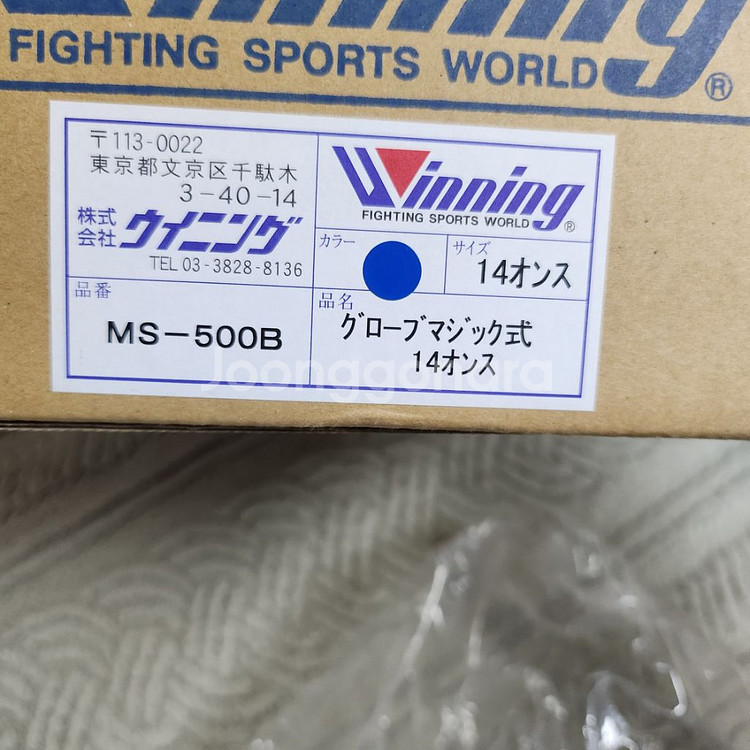 Winning
FIGHTING SPORTS WORLD®
〒113-0022
東京都文京区千駄木
3-40-14
株式
会社 ウイニング
TEL 03-3828-8136
Winning
FIGHTING SPORTS WORLD®
カラー
サイズ
14オンス
品番
MS-500B
品名
グローブマジック式
14オンス
Joonggonara